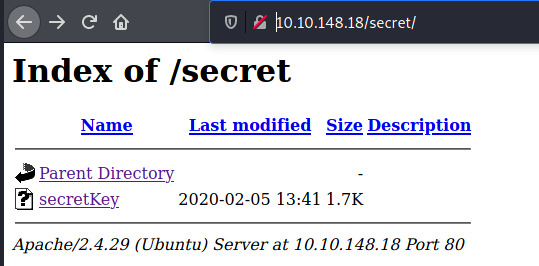 10.10.148.18/secret/
Index of /secret
Name Last modified Size Description
Parent Directory -
secretKey 2020-02-05 13:41 1.7K
Apache/2.4.29 (Ubuntu) Server at 10.10.148.18 Port 80